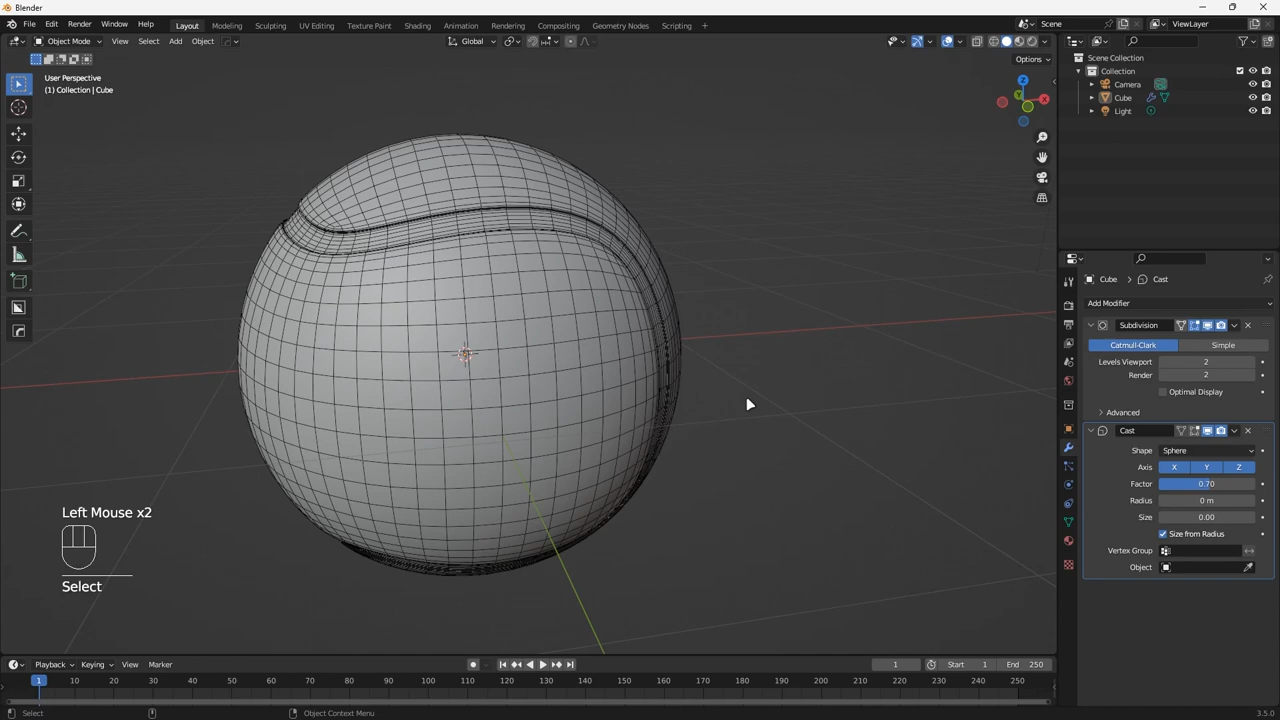 Blender
File Edit Render Window Help Layout Modeling Sculpting UV Editing Texture Paint Shading Animation Rendering Compositing Geometry Nodes Scripting + Scene ViewLayer
Object Mode View Select Add Object Global
Options
User Perspective
(1) Collection | Cube
Z
Y
X
Left Mouse x2
Select
Scene Collection
Collection
Camera
Cube
Light
Cube > Cast
Add Modifier
Subdivision
Catmull-Clark Simple
Levels Viewport 2
Render 2
Optimal Display
Advanced
Cast
Shape Sphere
Axis X Y Z
Factor 0.70
Radius 0 m
Size 0.00
Size from Radius
Vertex Group
Object
Playback Keying View Marker 1 Start 1 End 250
1 10 20 30 40 50 60 70 80 90 100 110 120 130 140 150 160 170 180 190 200 210 220 230 240 250
Select Object Context Menu 3.5.0